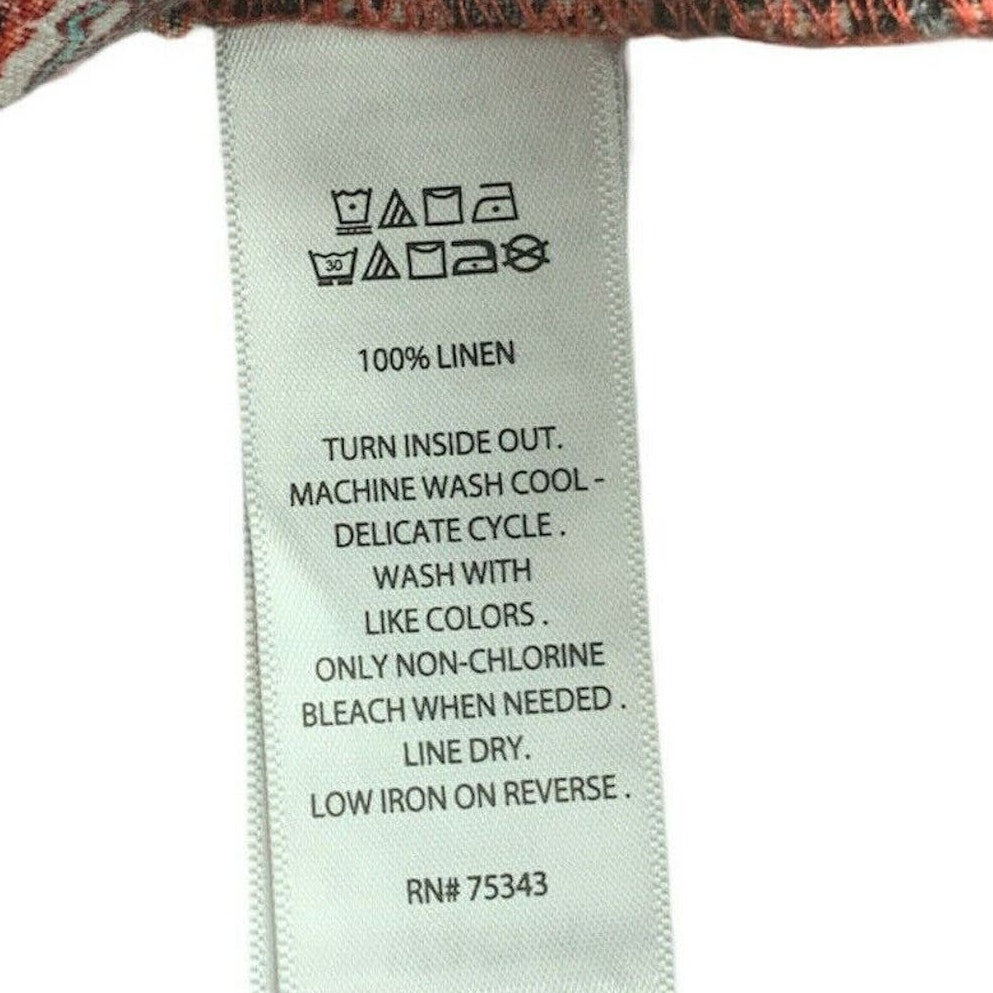 30
100% LINEN
TURN INSIDE OUT.
MACHINE WASH COOL -
DELICATE CYCLE .
WASH WITH
LIKE COLORS .
ONLY NON-CHLORINE
BLEACH WHEN NEEDED .
LINE DRY.
LOW IRON ON REVERSE .
RN# 75343